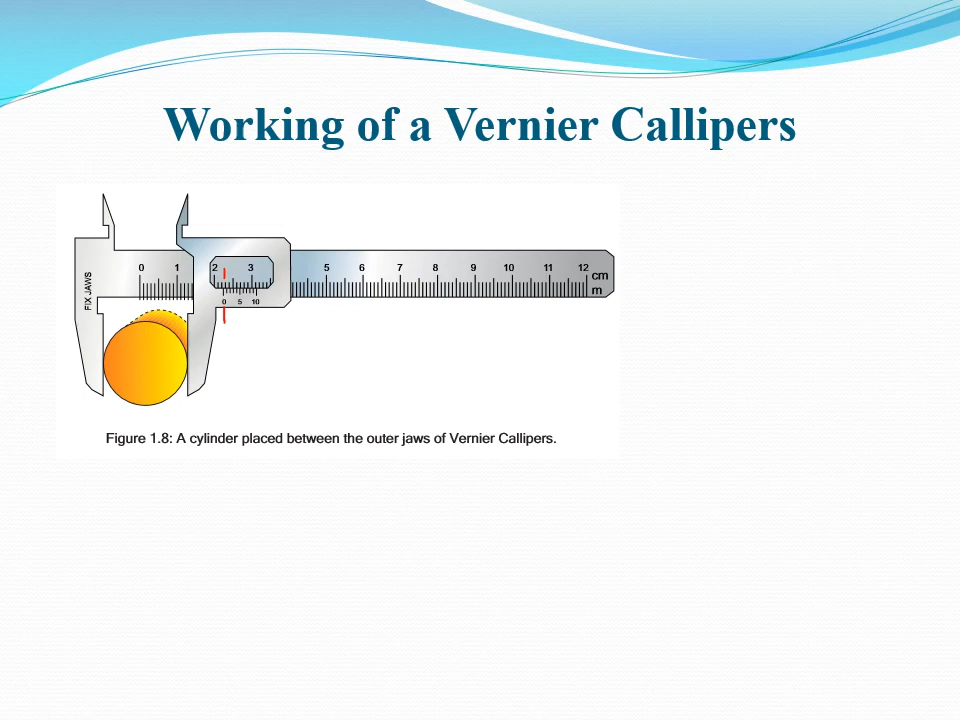 Working of a Vernier Callipers
FIX JAWS
0 1 2 3 5 6 7 8 9 10 11 12 cm
m
0 5 10
Figure 1.8: A cylinder placed between the outer jaws of Vernier Callipers.